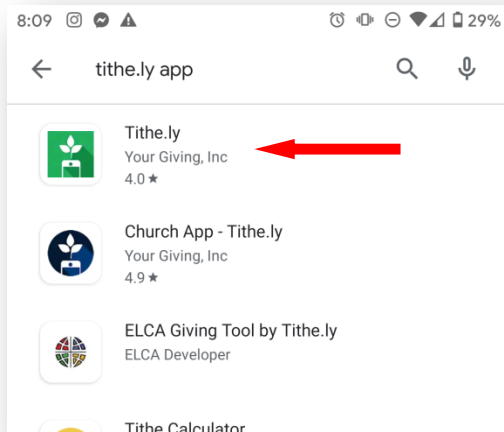 8:09 29%
tithe.ly app
Tithe.ly
Your Giving, Inc
4.0 ★
Church App - Tithe.ly
Your Giving, Inc
4.9 ★
ELCA Giving Tool by Tithe.ly
ELCA Developer
Tithe Calculator